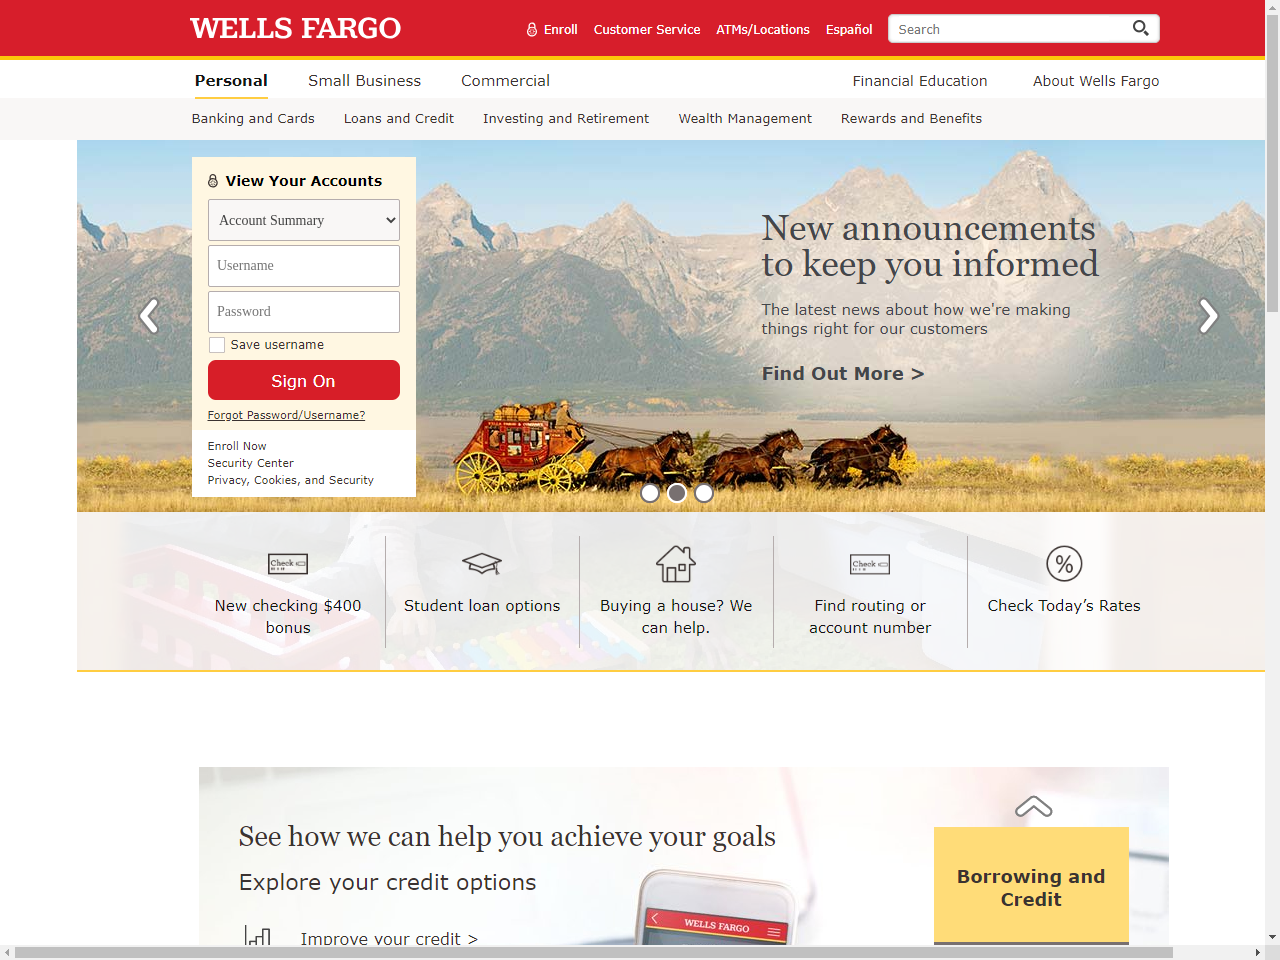 WELLS FARGO
Enroll Customer Service ATMs/Locations Español Search
Personal Small Business Commercial Financial Education About Wells Fargo
Banking and Cards Loans and Credit Investing and Retirement Wealth Management Rewards and Benefits
View Your Accounts
Account Summary
Username
Password
Save username
Sign On
Forgot Password/Username?
Enroll Now
Security Center
Privacy, Cookies, and Security
New announcements
to keep you informed
The latest news about how we're making
things right for our customers
Find Out More >
Check
New checking $400
bonus
Student loan options
Buying a house? We
can help.
Check
Find routing or
account number
%
Check Today’s Rates
See how we can help you achieve your goals
Explore your credit options
Improve your credit >
WELLS FARGO
Borrowing and
Credit